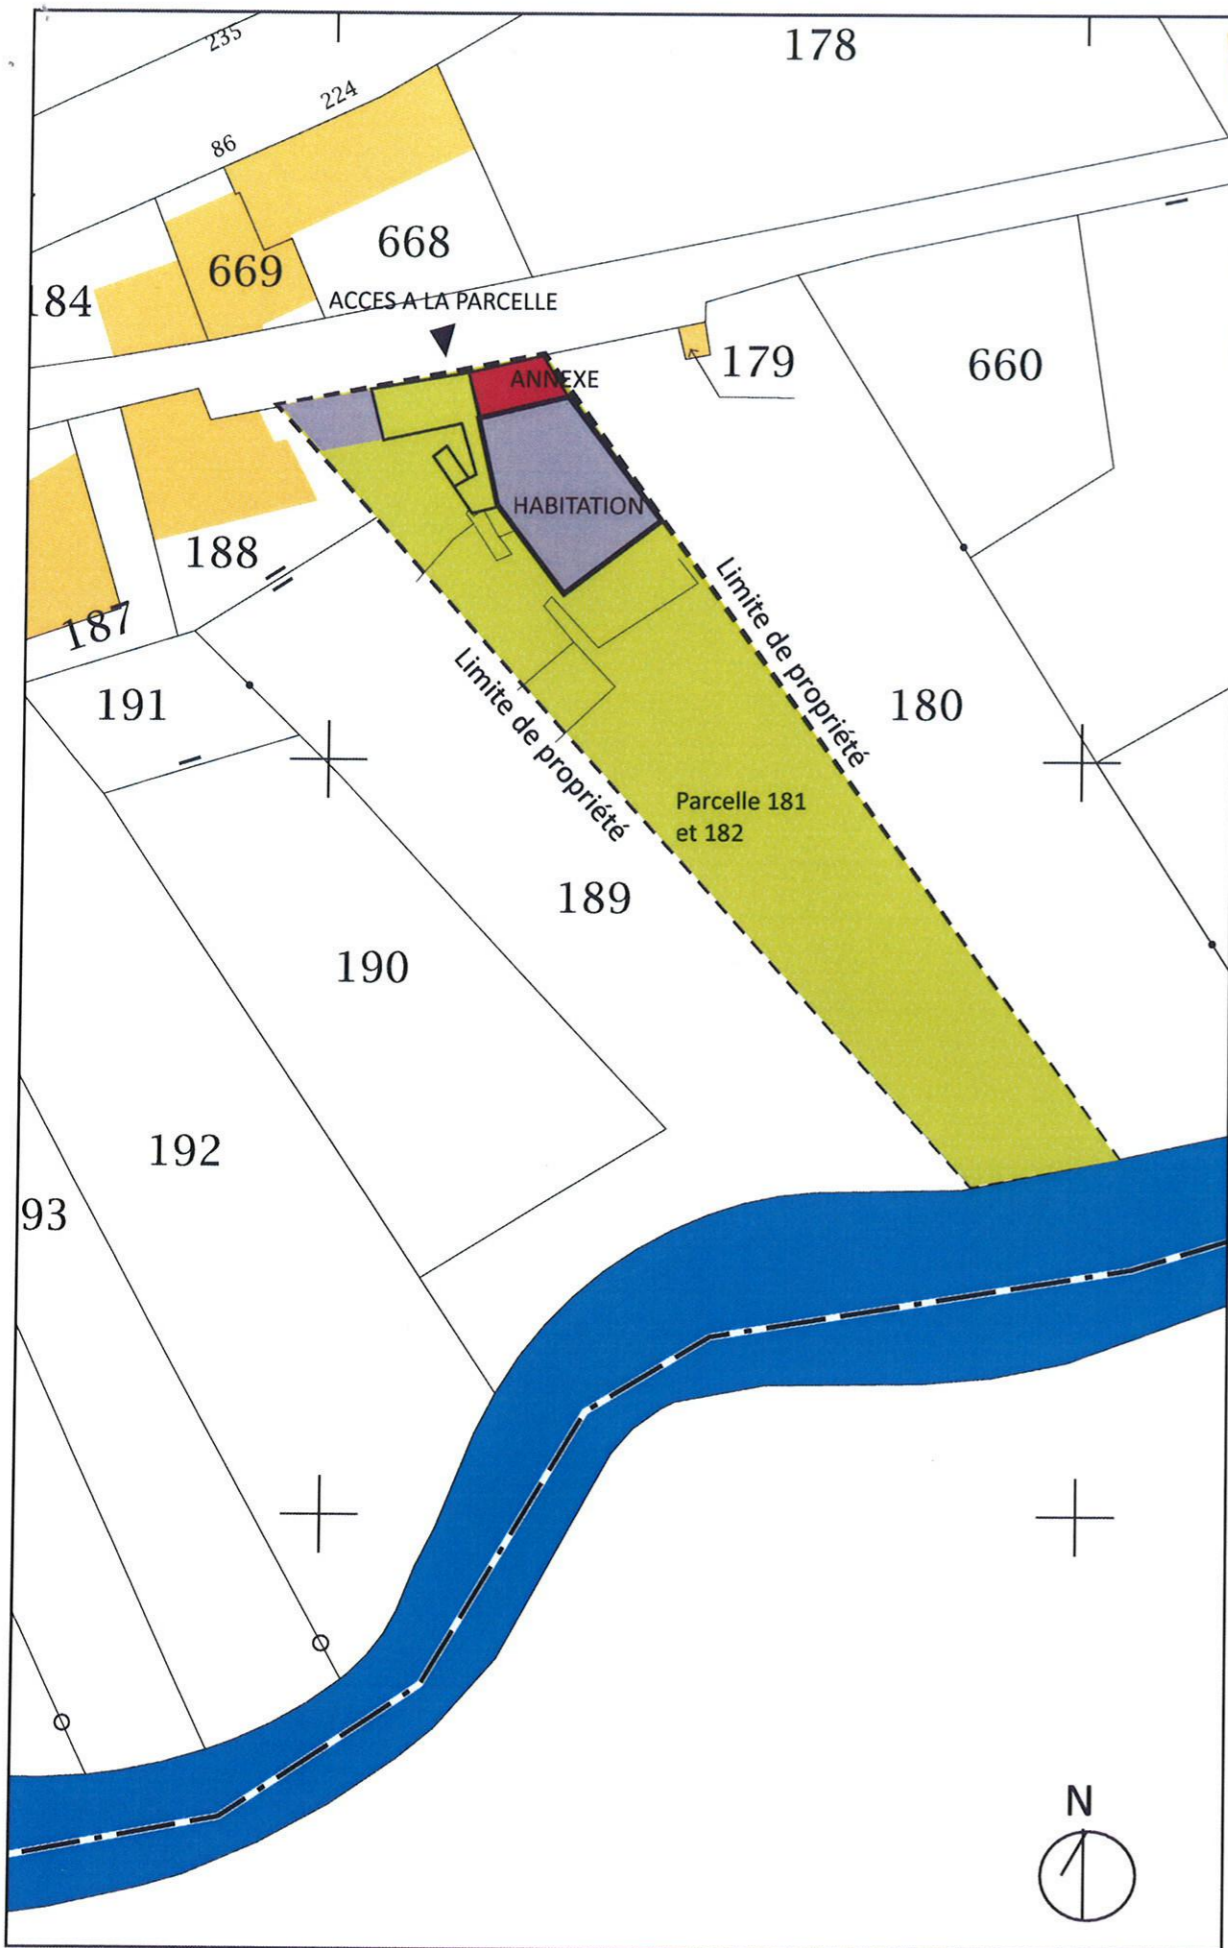 235
178
224
86
668
669
184
ACCES A LA PARCELLE
179
660
ANNEXE
HABITATION
188
187
Limite de propriété
Limite de propriété
191
180
Parcelle 181
et 182
189
190
192
93
N